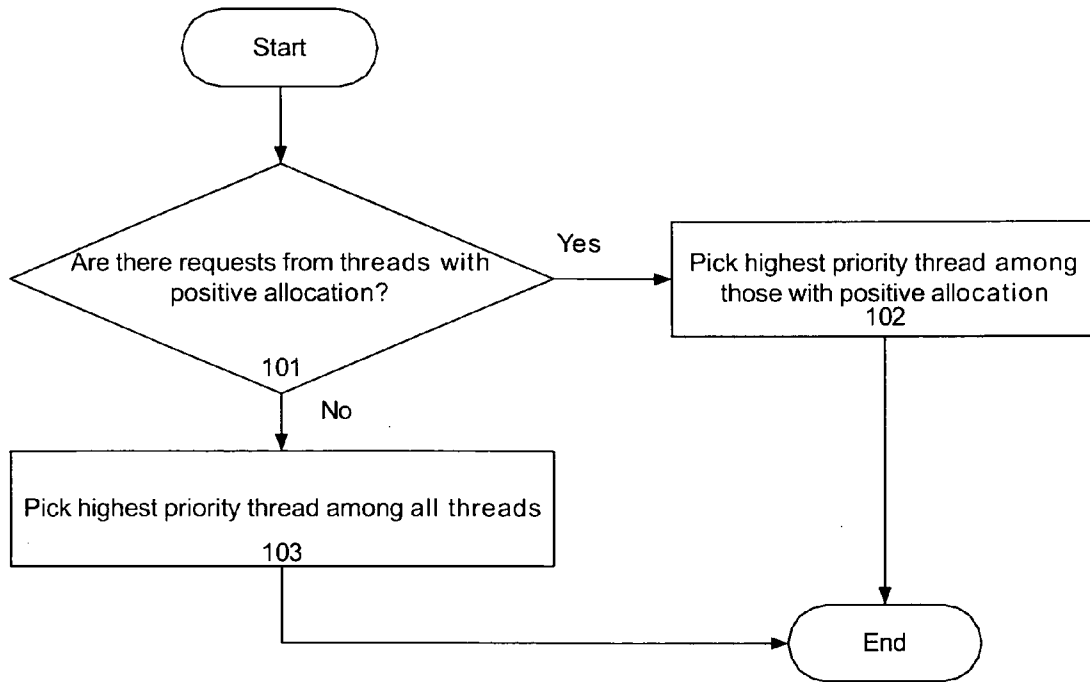 Start
Are there requests from threads with
positive allocation?
101
Yes
Pick highest priority thread among
those with positive allocation
102
No
Pick highest priority thread among all threads
103
End